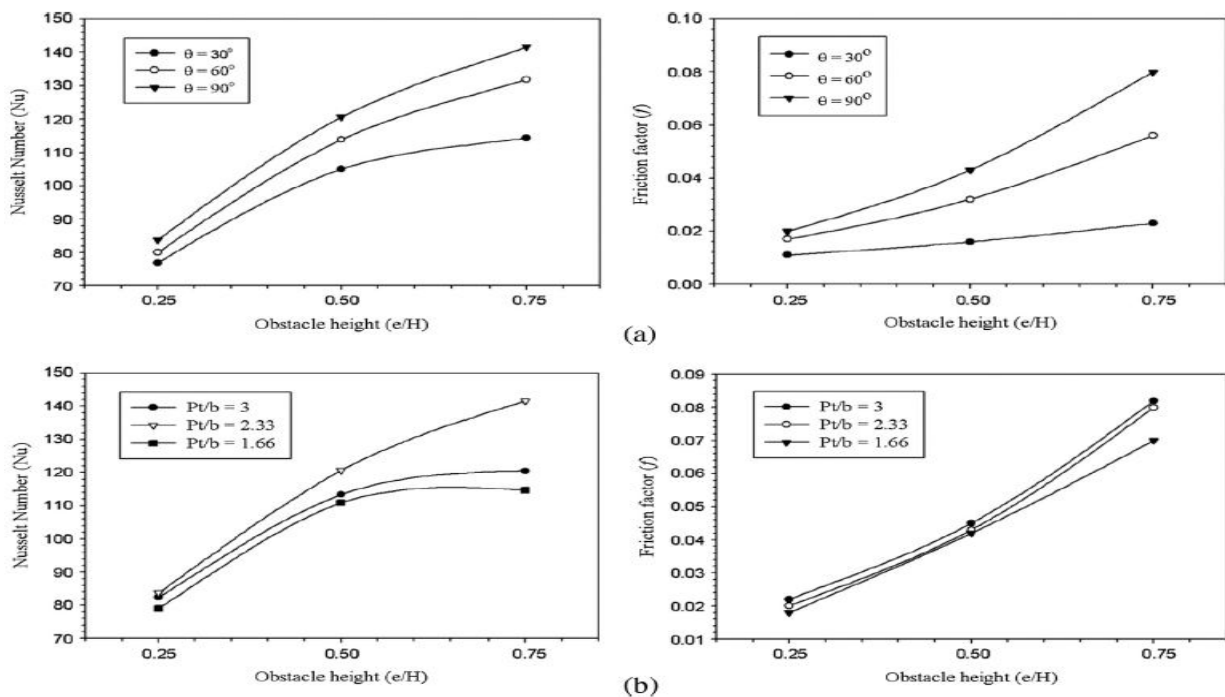 150
140
130
120
110
100
90
80
70
Nusselt Number (Nu)
θ = 30°
θ = 60°
θ = 90°
0.25
0.50
0.75
Obstacle height (e/H)
0.10
0.08
0.06
0.04
0.02
0.00
Friction factor (f)
θ = 30°
θ = 60°
θ = 90°
0.25
0.50
0.75
Obstacle height (e/H)
(a)
150
140
130
120
110
100
90
80
70
Nusselt Number (Nu)
Pt/b = 3
Pt/b = 2.33
Pt/b = 1.66
0.25
0.50
0.75
Obstacle height (e/H)
0.09
0.08
0.07
0.06
0.05
0.04
0.03
0.02
0.01
Friction factor (f)
Pt/b = 3
Pt/b = 2.33
Pt/b = 1.66
0.25
0.50
0.75
Obstacle height (e/H)
(b)